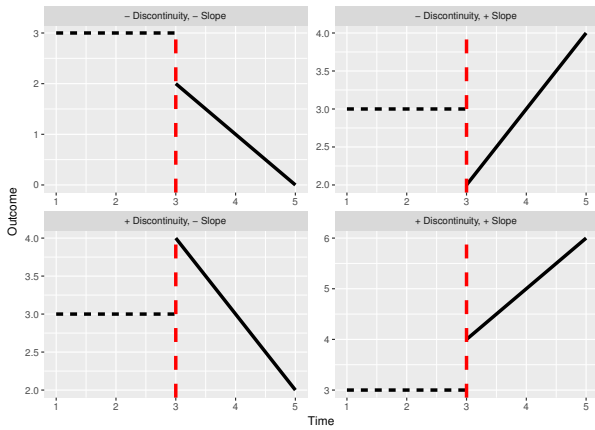 − Discontinuity, − Slope
3
2
1
0
1 2 3 4 5
− Discontinuity, + Slope
4.0
3.5
3.0
2.5
2.0
1 2 3 4 5
+ Discontinuity, − Slope
4.0
3.5
3.0
2.5
2.0
1 2 3 4 5
+ Discontinuity, + Slope
6
5
4
3
1 2 3 4 5
Outcome
Time